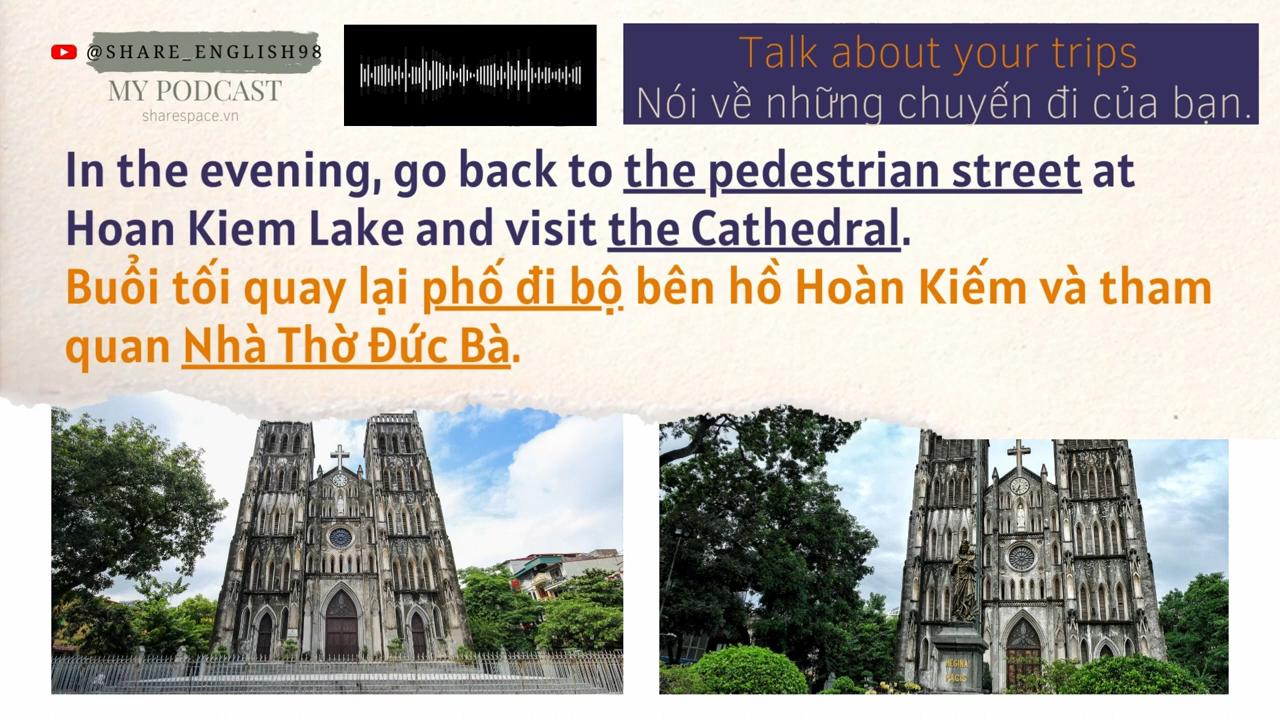 @SHARE_ENGLISH98
MY PODCAST
sharespace.vn
Talk about your trips
Nói về những chuyến đi của bạn.
In the evening, go back to the pedestrian street at
Hoan Kiem Lake and visit the Cathedral.
Buổi tối quay lại phố đi bộ bên hồ Hoàn Kiếm và tham
quan Nhà Thờ Đức Bà.
REGINA
PACIS